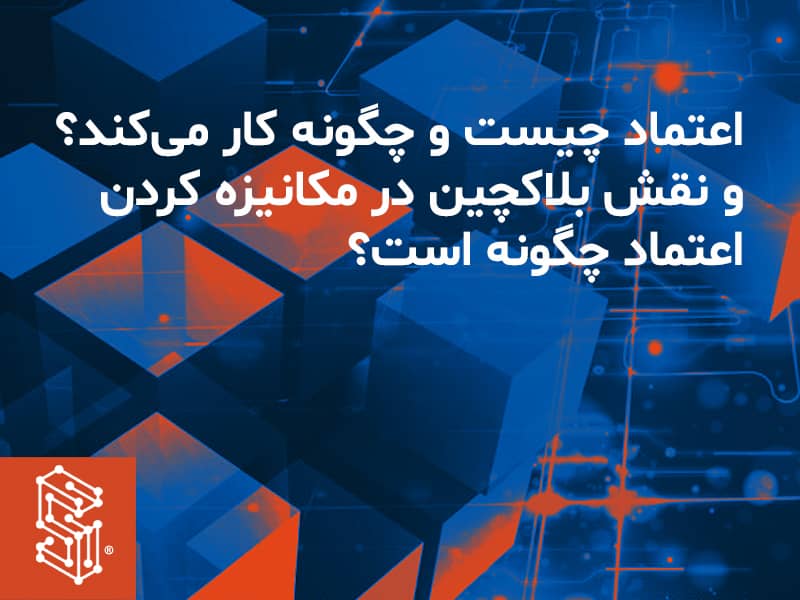 اعتماد چیست و چگونه کار می‌کند؟
و نقش بلاکچین در مکانیزه کردن
اعتماد چگونه است؟
®